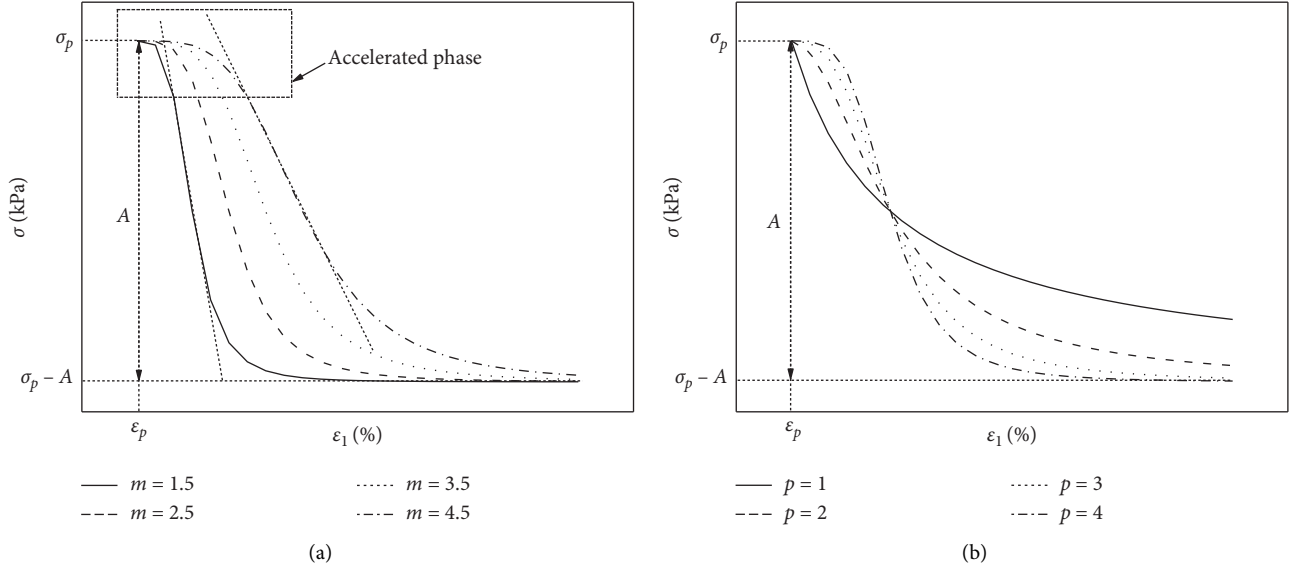 σp
Accelerated phase
σ (kPa)
A
σp – A
εp
ε1 (%)
m = 1.5
m = 3.5
m = 2.5
m = 4.5
(a)
σp
σ (kPa)
A
σp – A
εp
ε1 (%)
p = 1
p = 3
p = 2
p = 4
(b)